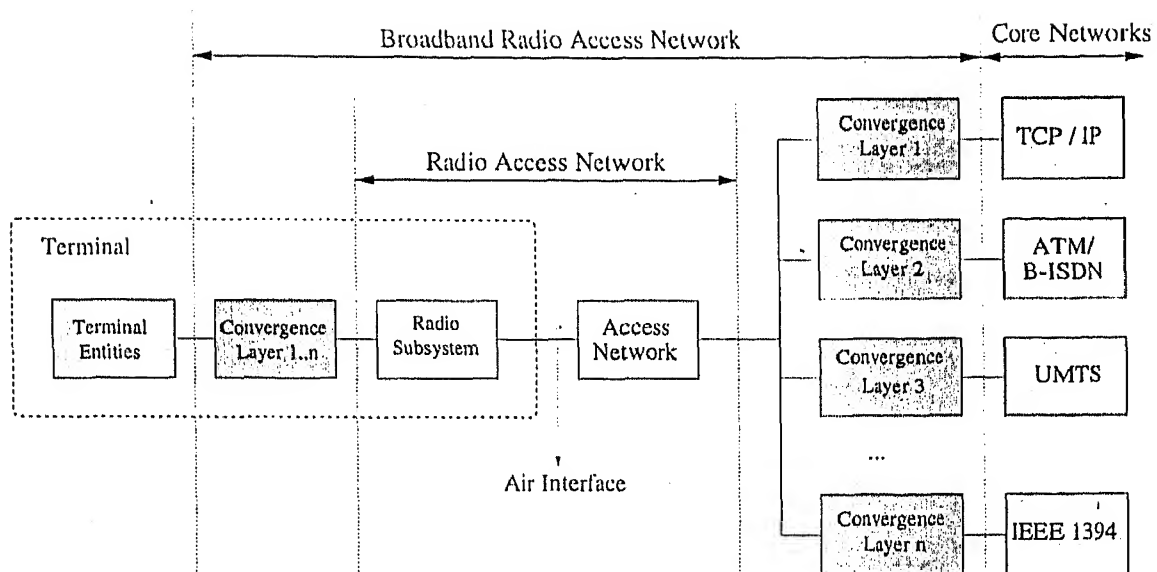 Broadband Radio Access Network
Core Networks
Convergence
Layer 1
TCP / IP
Radio Access Network
Terminal
Convergence
Layer 2
ATM/
B-ISDN
Terminal
Entities
Convergence
Layer 1..n
Radio
Subsystem
Access
Network
Convergence
Layer 3
UMTS
...
Air Interface
Convergence
Layer n
IEEE 1394